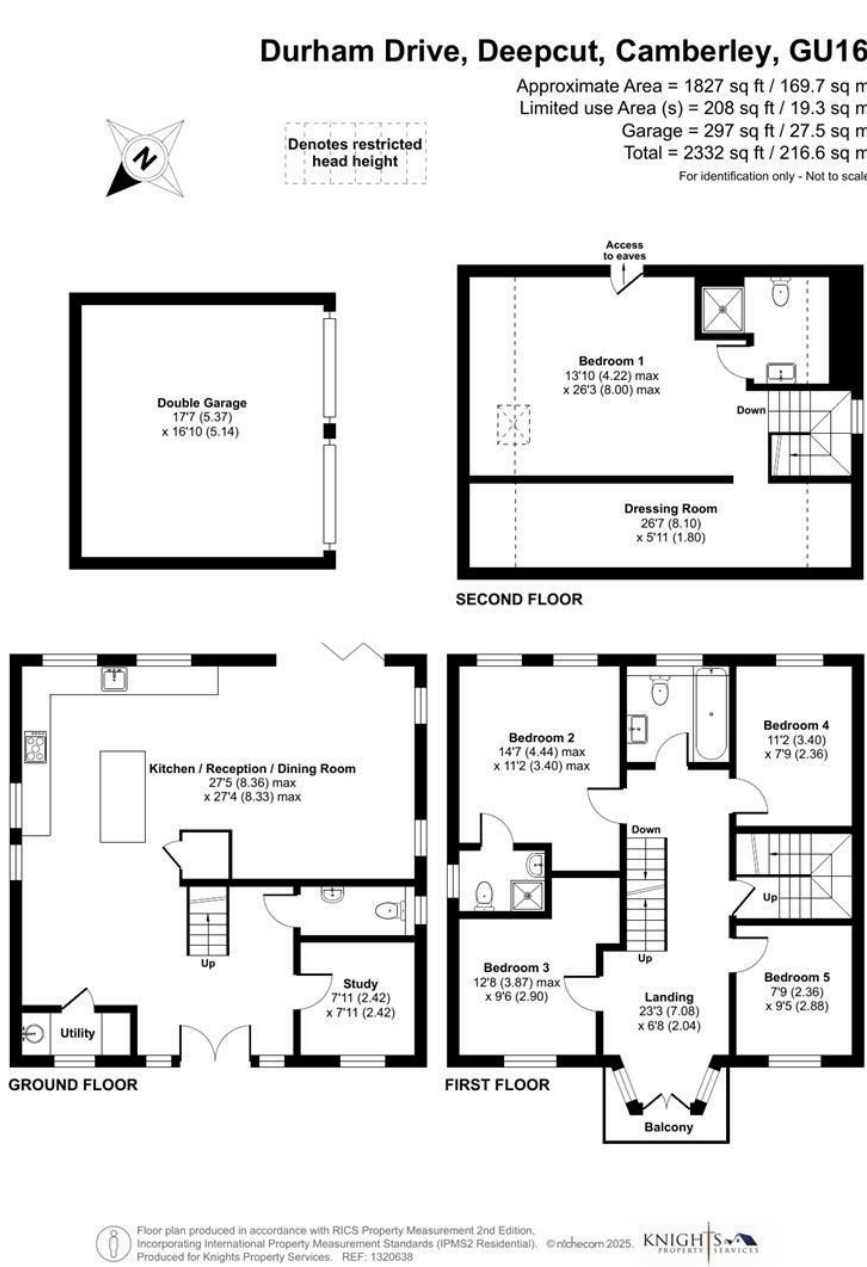 Durham Drive, Deepcut, Camberley, GU16
Approximate Area = 1827 sq ft / 169.7 sq m
Limited use Area (s) = 208 sq ft / 19.3 sq m
Garage = 297 sq ft / 27.5 sq m
Total = 2332 sq ft / 216.6 sq m
For identification only - Not to scale
N
Denotes restricted
head height
Double Garage
17'7 (5.37)
x 16'10 (5.14)
Access
to eaves
Bedroom 1
13'10 (4.22) max
x 26'3 (8.00) max
Down
Dressing Room
26'7 (8.10)
x 5'11 (1.80)
SECOND FLOOR
Kitchen / Reception / Dining Room
27'5 (8.36) max
x 27'4 (8.33) max
Up
Study
7'11 (2.42)
x 7'11 (2.42)
Utility
GROUND FLOOR
Bedroom 2
14'7 (4.44) max
x 11'2 (3.40) max
Bedroom 4
11'2 (3.40)
x 7'9 (2.36)
Down
Up
Up
Bedroom 3
12'8 (3.87) max
x 9'6 (2.90)
Landing
23'3 (7.08)
x 6'8 (2.04)
Bedroom 5
7'9 (2.36)
x 9'5 (2.88)
FIRST FLOOR
Balcony
Floor plan produced in accordance with RICS Property Measurement 2nd Edition,
Incorporating International Property Measurement Standards (IPMS2 Residential). ©nichecom 2025.
Produced for Knights Property Services. REF: 1320638
KNIGHTS
PROPERTY SERVICES